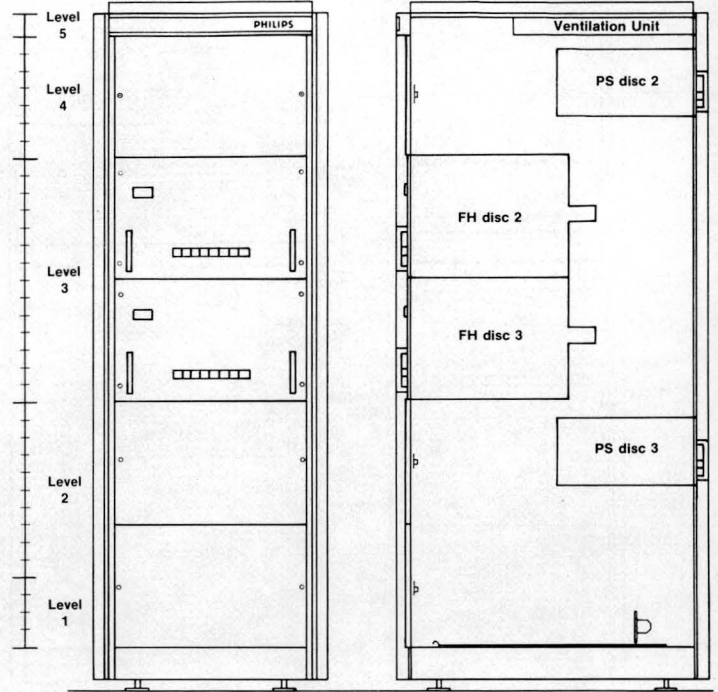 Level
5
PHILIPS
Ventilation Unit
Level
4
PS disc 2
Level
3
FH disc 2
FH disc 3
Level
2
PS disc 3
Level
1